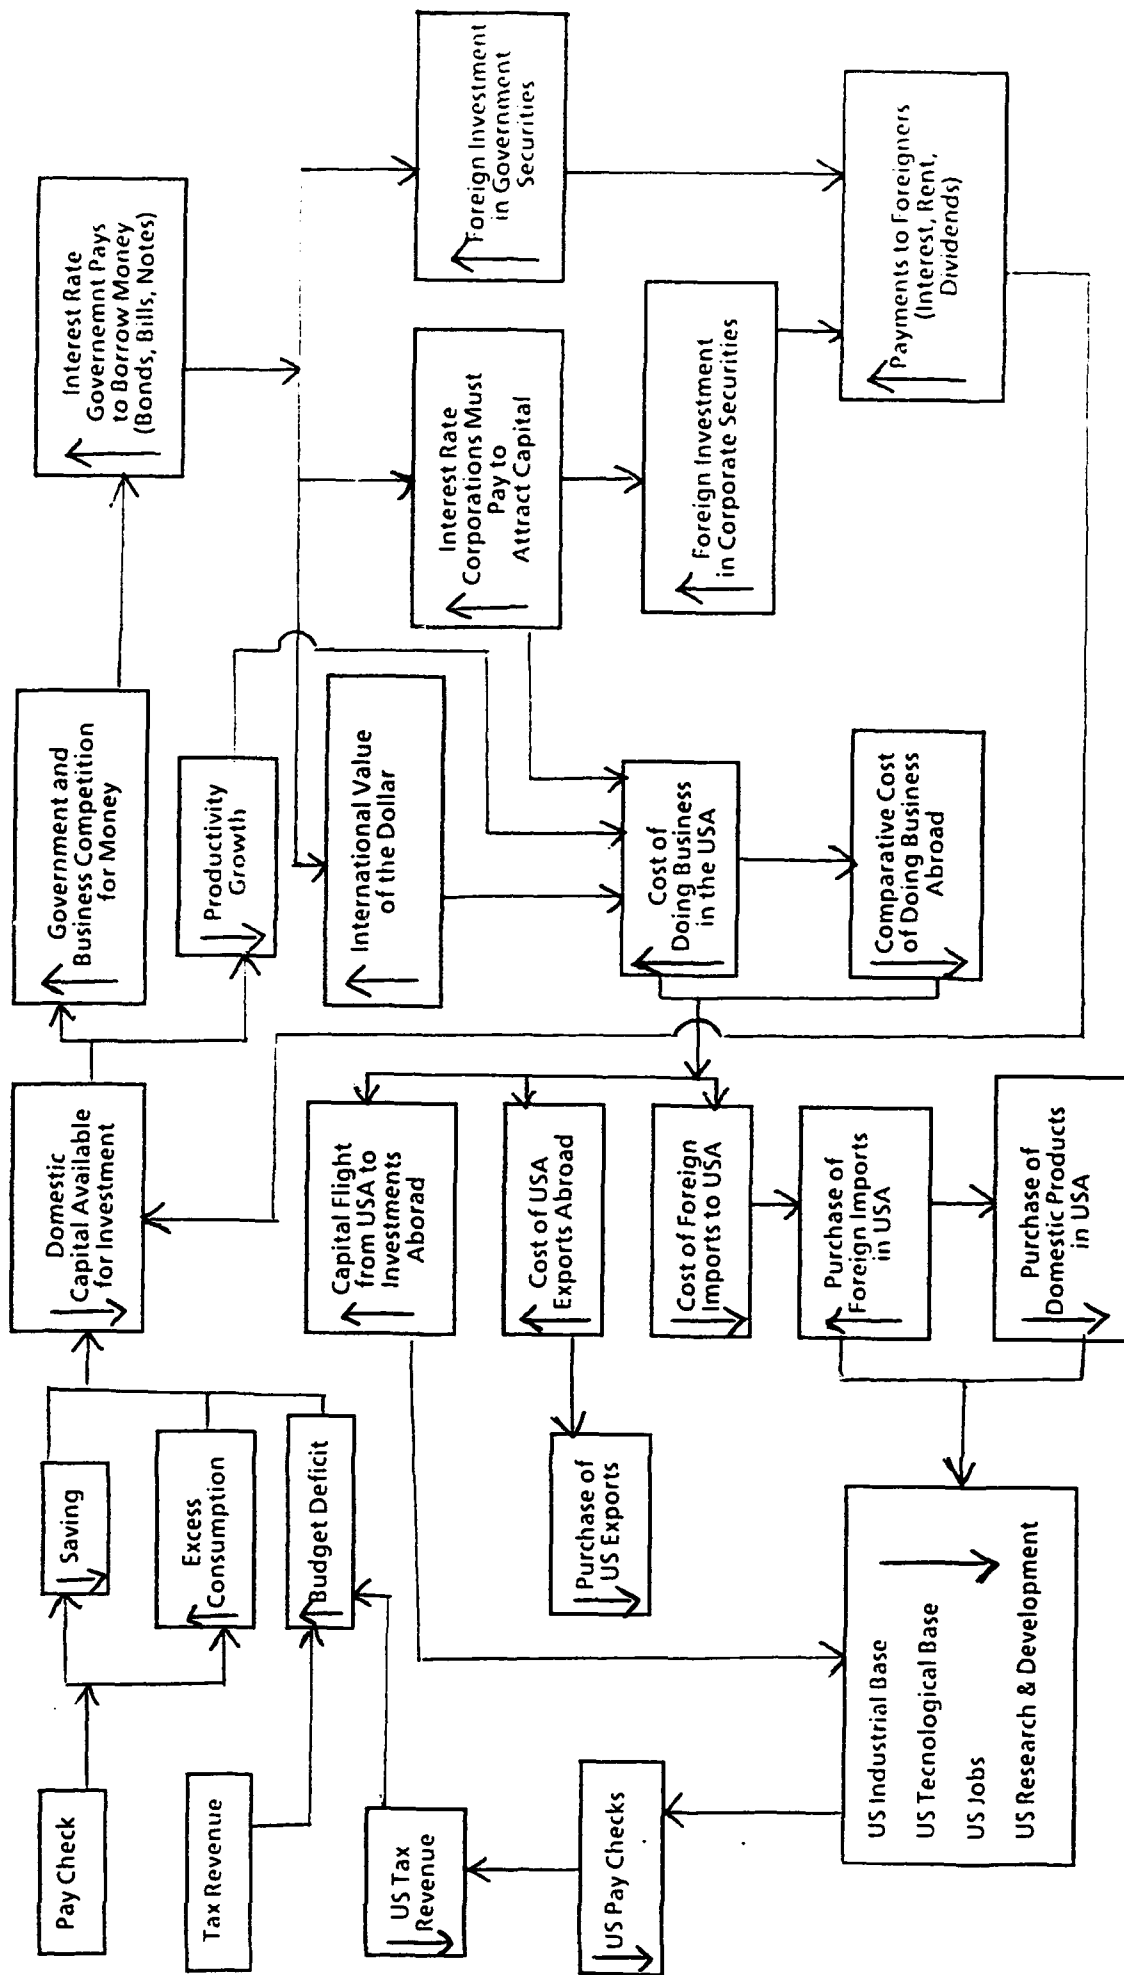 Pay Check
Saving
Excess
Consumption
Tax Revenue
Budget Deficit
US Tax
Revenue
US Pay Checks
Domestic
Capital Available
for Investment
Government and
Business Competition
for Money
Productivity
Growth
Interest Rate
Governemnt Pays
to Borrow Money
(Bonds, Bills, Notes)
International Value
of the Dollar
Interest Rate
Corporations Must
Pay to
Attract Capital
Foreign Investment
in Government
Securities
Foreign Investment
in Corporate Securities
Payments to Foreigners
(Interest, Rent,
Dividends)
Cost of
Doing Business
in the USA
Comparative Cost
of Doing Business
Abroad
Capital Flight
from USA to
Investments
Aborad
Cost of USA
Exports Abroad
Cost of Foreign
Imports to USA
Purchase of
US Exports
Purchase of
Foreign Imports
in USA
Purchase of
Domestic Products
in USA
US Industrial Base
US Tecnological Base
US Jobs
US Research & Development